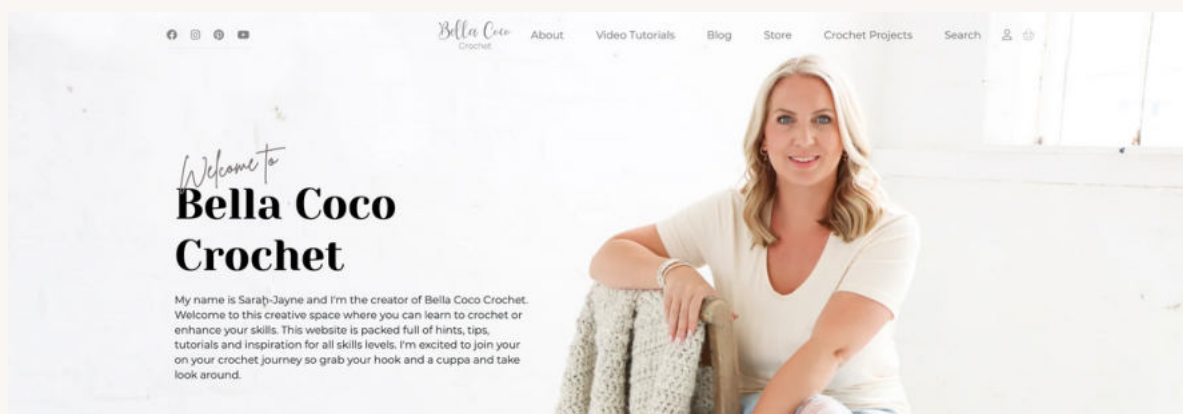 Bella Coco
Crochet
About
Video Tutorials
Blog
Store
Crochet Projects
Search
Welcome to
Bella Coco
Crochet
My name is Sarah-Jayne and I'm the creator of Bella Coco Crochet.
Welcome to this creative space where you can learn to crochet or
enhance your skills. This website is packed full of hints, tips,
tutorials and inspiration for all skills levels. I'm excited to join your
on your crochet journey so grab your hook and a cuppa and take
look around.